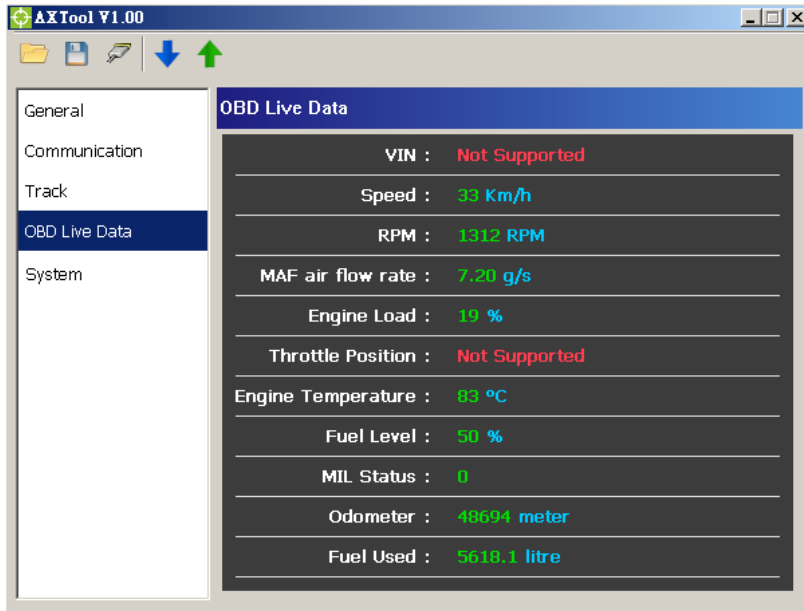 AXTool V1.00
General
Communication
Track
OBD Live Data
System
OBD Live Data
VIN : Not Supported
Speed : 33 Km/h
RPM : 1312 RPM
MAF air flow rate : 7.20 g/s
Engine Load : 19 %
Throttle Position : Not Supported
Engine Temperature : 83 ºC
Fuel Level : 50 %
MIL Status : 0
Odometer : 48694 meter
Fuel Used : 5618.1 litre